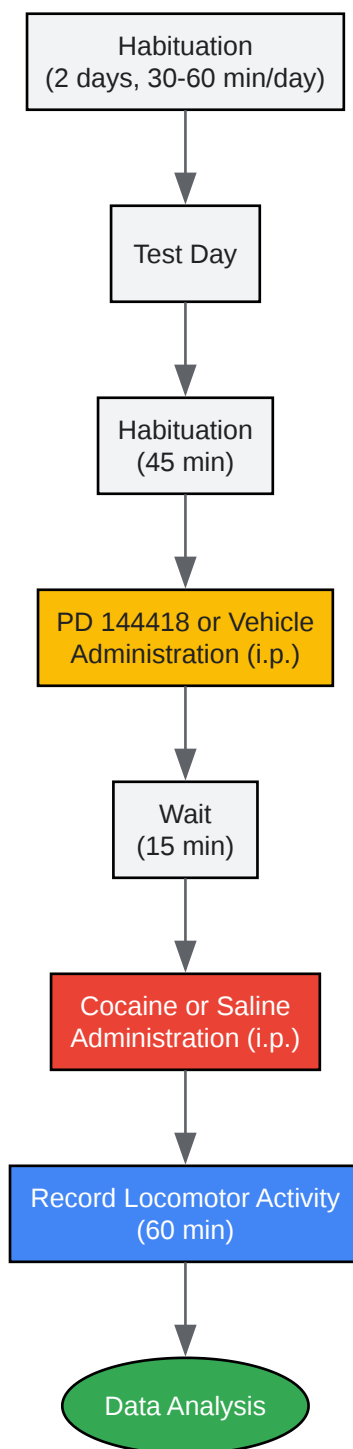 Habituation
(2 days, 30-60 min/day)
Test Day
Habituation
(45 min)
PD 144418 or Vehicle
Administration (i.p.)
Wait
(15 min)
Cocaine or Saline
Administration (i.p.)
Record Locomotor Activity
(60 min)
Data Analysis